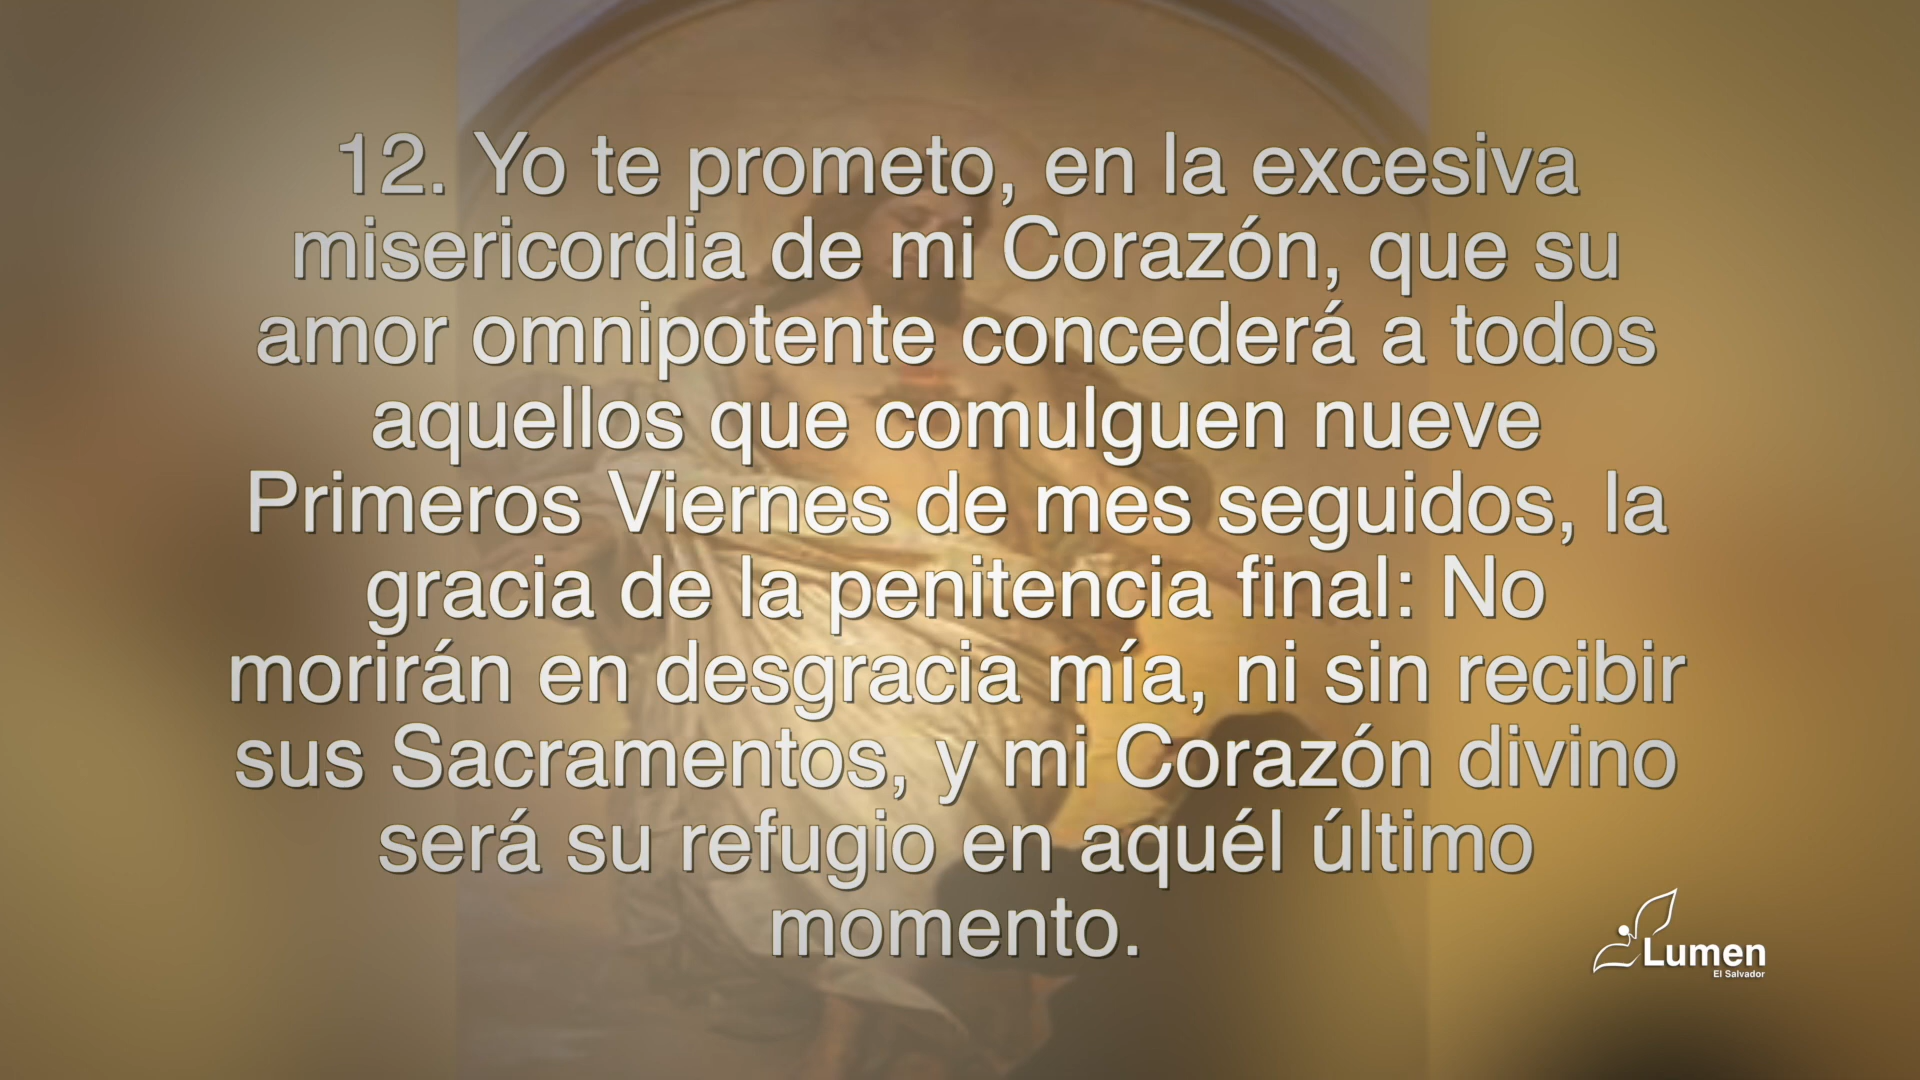 12. Yo te prometo, en la excesiva
misericordia de mi Corazón, que su
amor omnipotente concederá a todos
aquellos que comulguen nueve
Primeros Viernes de mes seguidos, la
gracia de la penitencia final: No
morirán en desgracia mía, ni sin recibir
sus Sacramentos, y mi Corazón divino
será su refugio en aquél último
momento.
Lumen
El Salvador